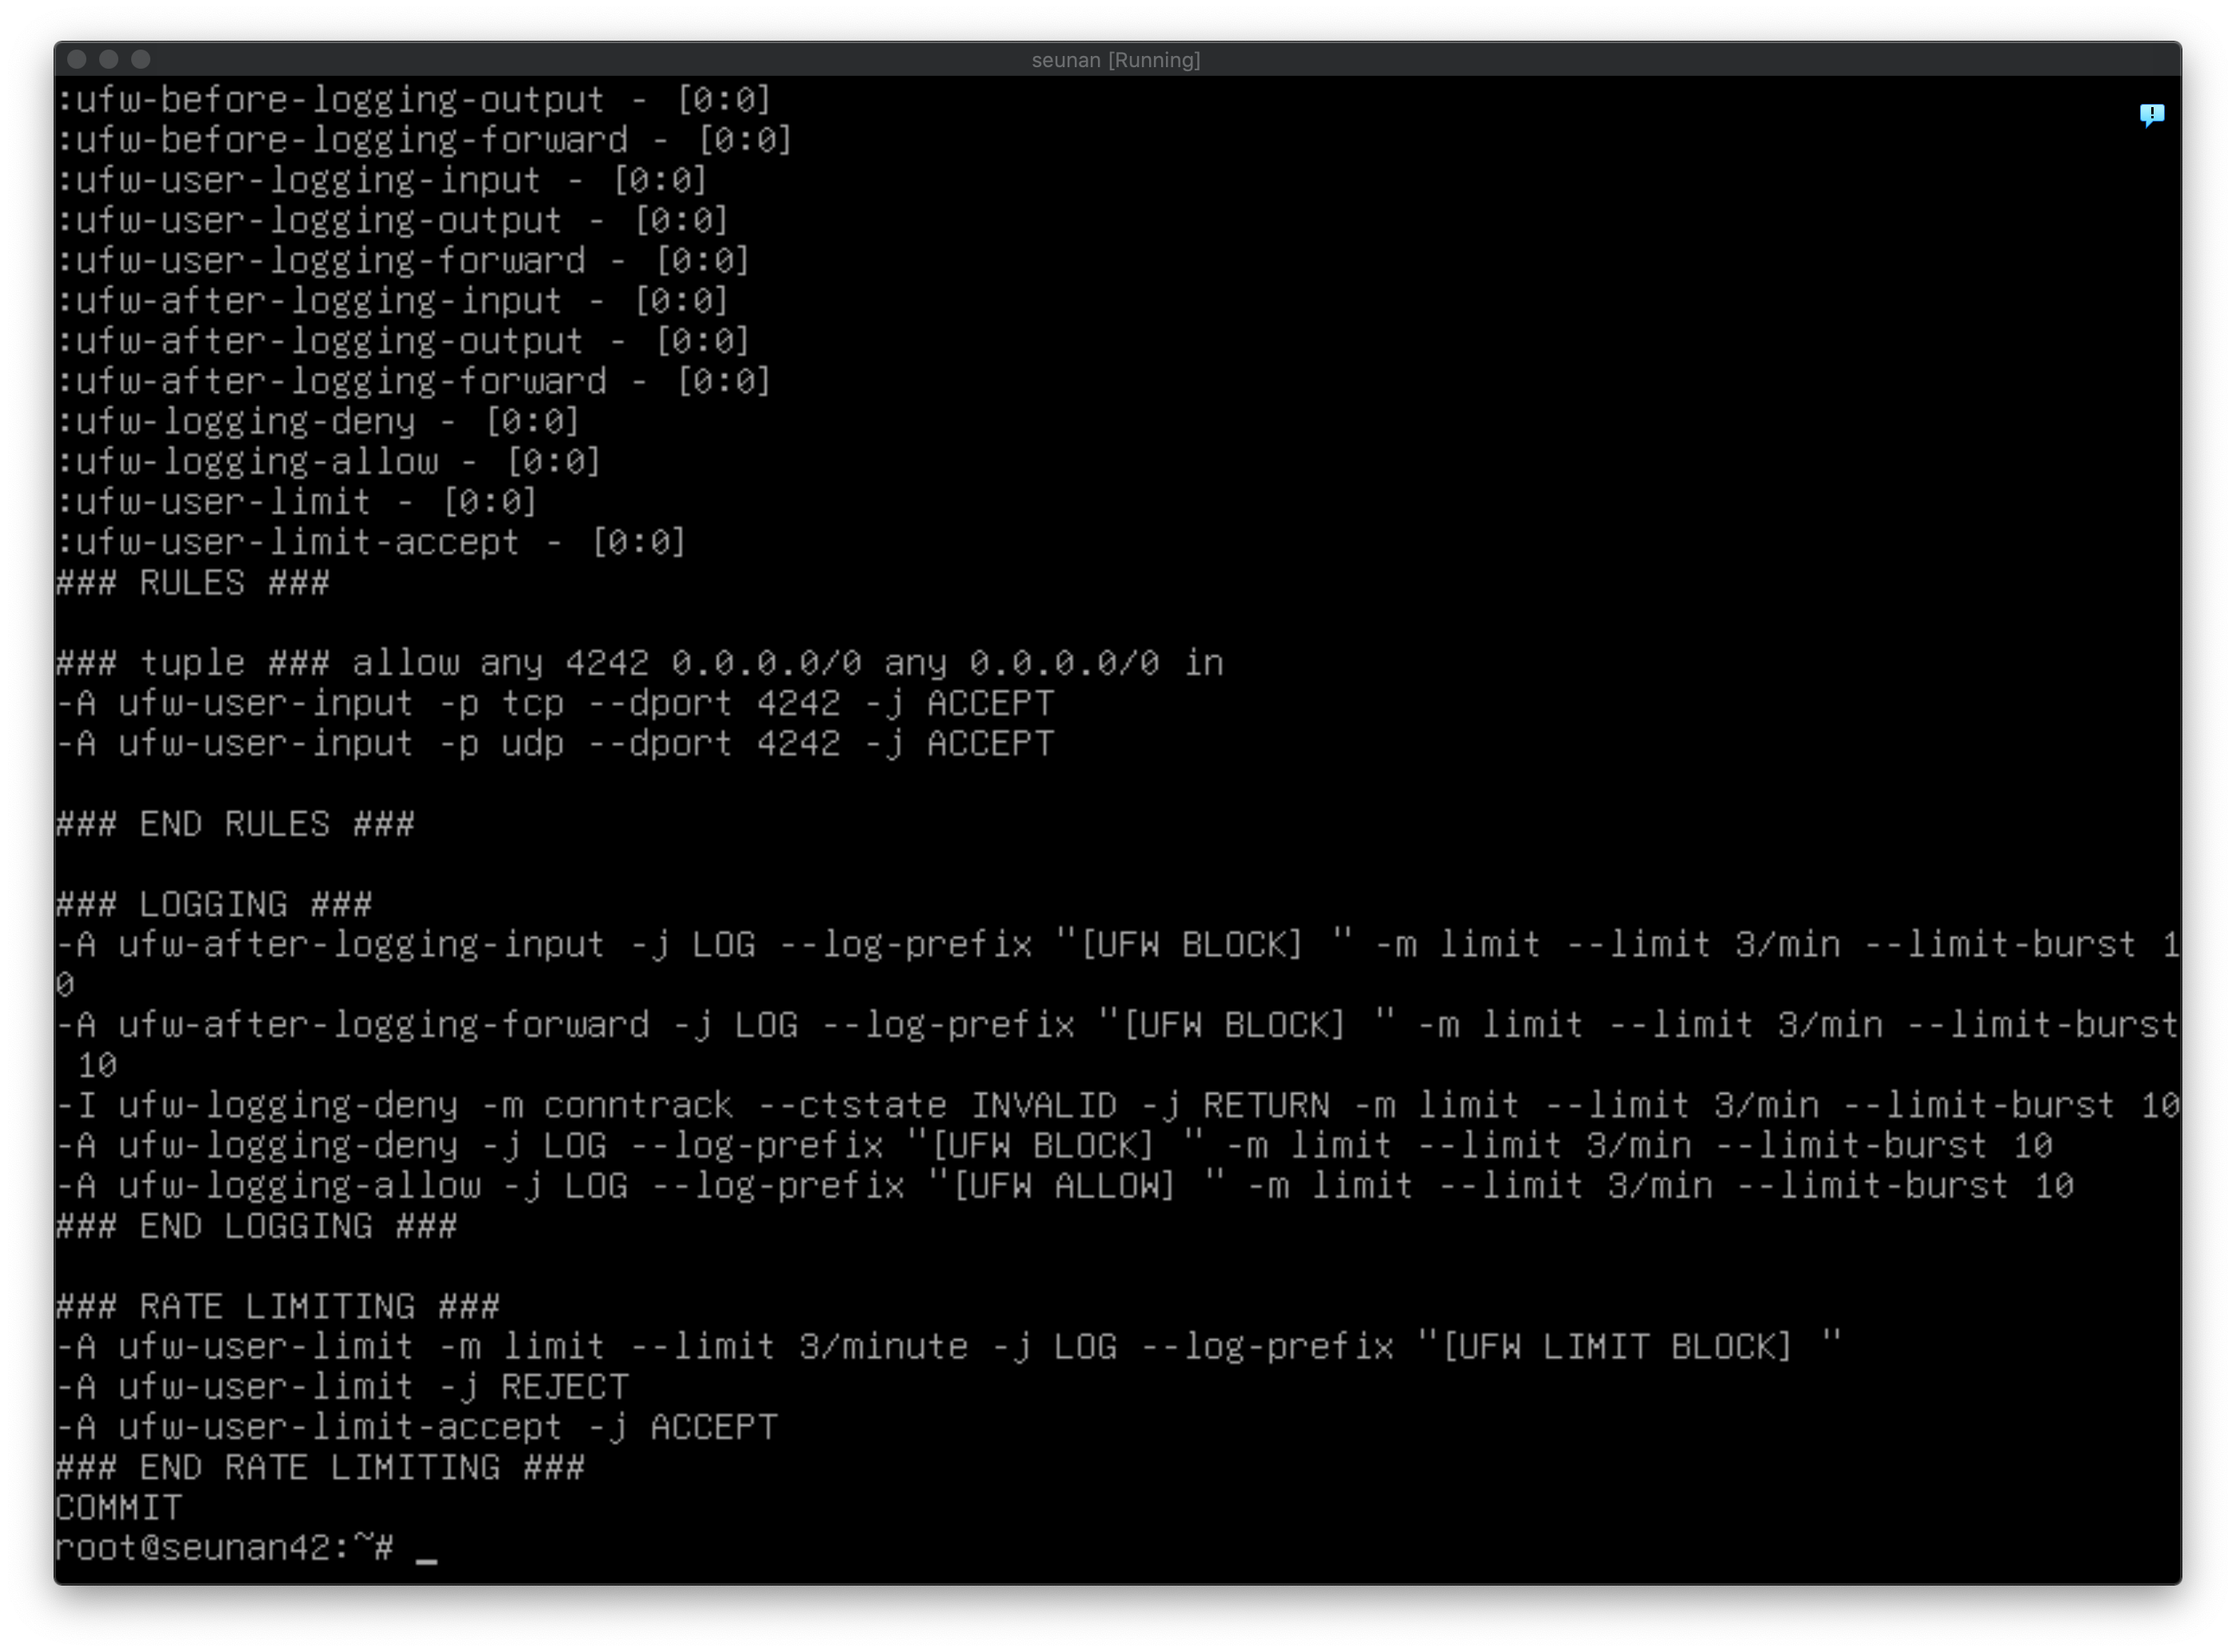 seunan [Running]
:ufw-before-logging-output - [0:0]
:ufw-before-logging-forward - [0:0]
:ufw-user-logging-input - [0:0]
:ufw-user-logging-output - [0:0]
:ufw-user-logging-forward - [0:0]
:ufw-after-logging-input - [0:0]
:ufw-after-logging-output - [0:0]
:ufw-after-logging-forward - [0:0]
:ufw-logging-deny - [0:0]
:ufw-logging-allow - [0:0]
:ufw-user-limit - [0:0]
:ufw-user-limit-accept - [0:0]
### RULES ###
### tuple ### allow any 4242 0.0.0.0/0 any 0.0.0.0/0 in
-A ufw-user-input -p tcp --dport 4242 -j ACCEPT
-A ufw-user-input -p udp --dport 4242 -j ACCEPT
### END RULES ###
### LOGGING ###
-A ufw-after-logging-input -j LOG --log-prefix "[UFW BLOCK] " -m limit --limit 3/min --limit-burst 1
0
-A ufw-after-logging-forward -j LOG --log-prefix "[UFW BLOCK] " -m limit --limit 3/min --limit-burst
 10
-I ufw-logging-deny -m conntrack --ctstate INVALID -j RETURN -m limit --limit 3/min --limit-burst 10
-A ufw-logging-deny -j LOG --log-prefix "[UFW BLOCK] " -m limit --limit 3/min --limit-burst 10
-A ufw-logging-allow -j LOG --log-prefix "[UFW ALLOW] " -m limit --limit 3/min --limit-burst 10
### END LOGGING ###
### RATE LIMITING ###
-A ufw-user-limit -m limit --limit 3/minute -j LOG --log-prefix "[UFW LIMIT BLOCK] "
-A ufw-user-limit -j REJECT
-A ufw-user-limit-accept -j ACCEPT
### END RATE LIMITING ###
COMMIT
root@seunan42:~# _